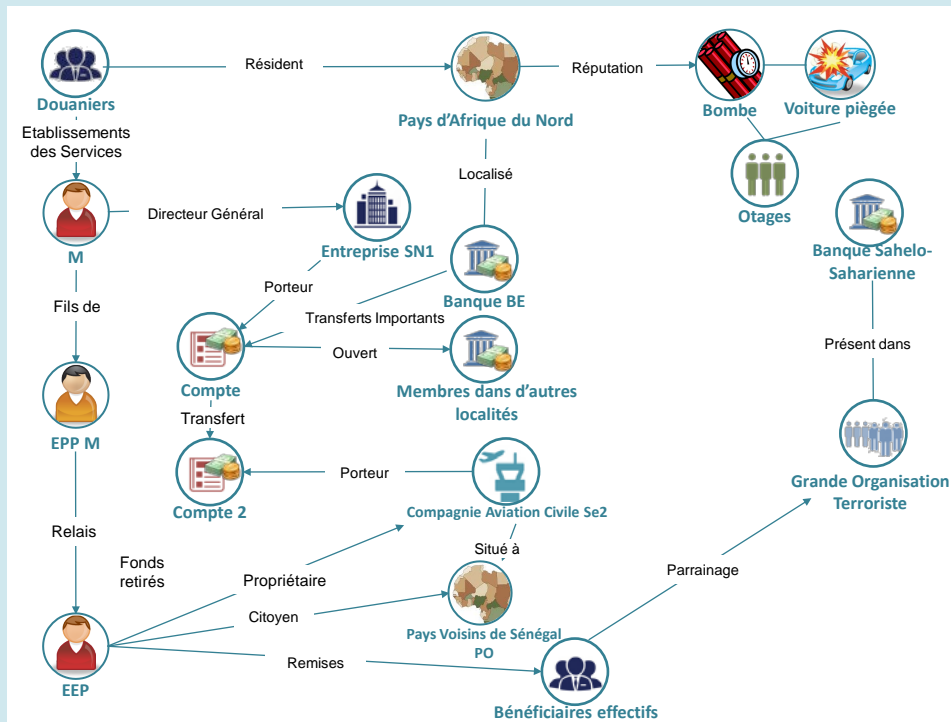 Résident
Réputation
Douaniers
Pays d'Afrique du Nord
Bombe
Voiture piègée
Etablissements
des Services
Localisé
Directeur Général
Otages
M
Entreprise SN1
Banque BE
Banque Sahelo-
Saharienne
Porteur
Fils de
Transferts Importants
Ouvert
Présent dans
Compte
Membres dans d'autres
localités
Transfert
EPP M
Porteur
Grande Organisation
Terroriste
Compte 2
Compagnie Aviation Civile Se2
Relais
Situé à
Fonds
retirés
Propriétaire
Parrainage
Citoyen
Pays Voisins de Sénégal
PO
Remises
EEP
Bénéficiaires effectifs